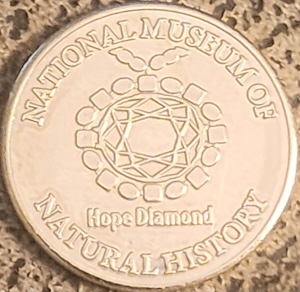 NATIONAL MUSEUM OF
Hope Diamond
NATURAL HISTORY